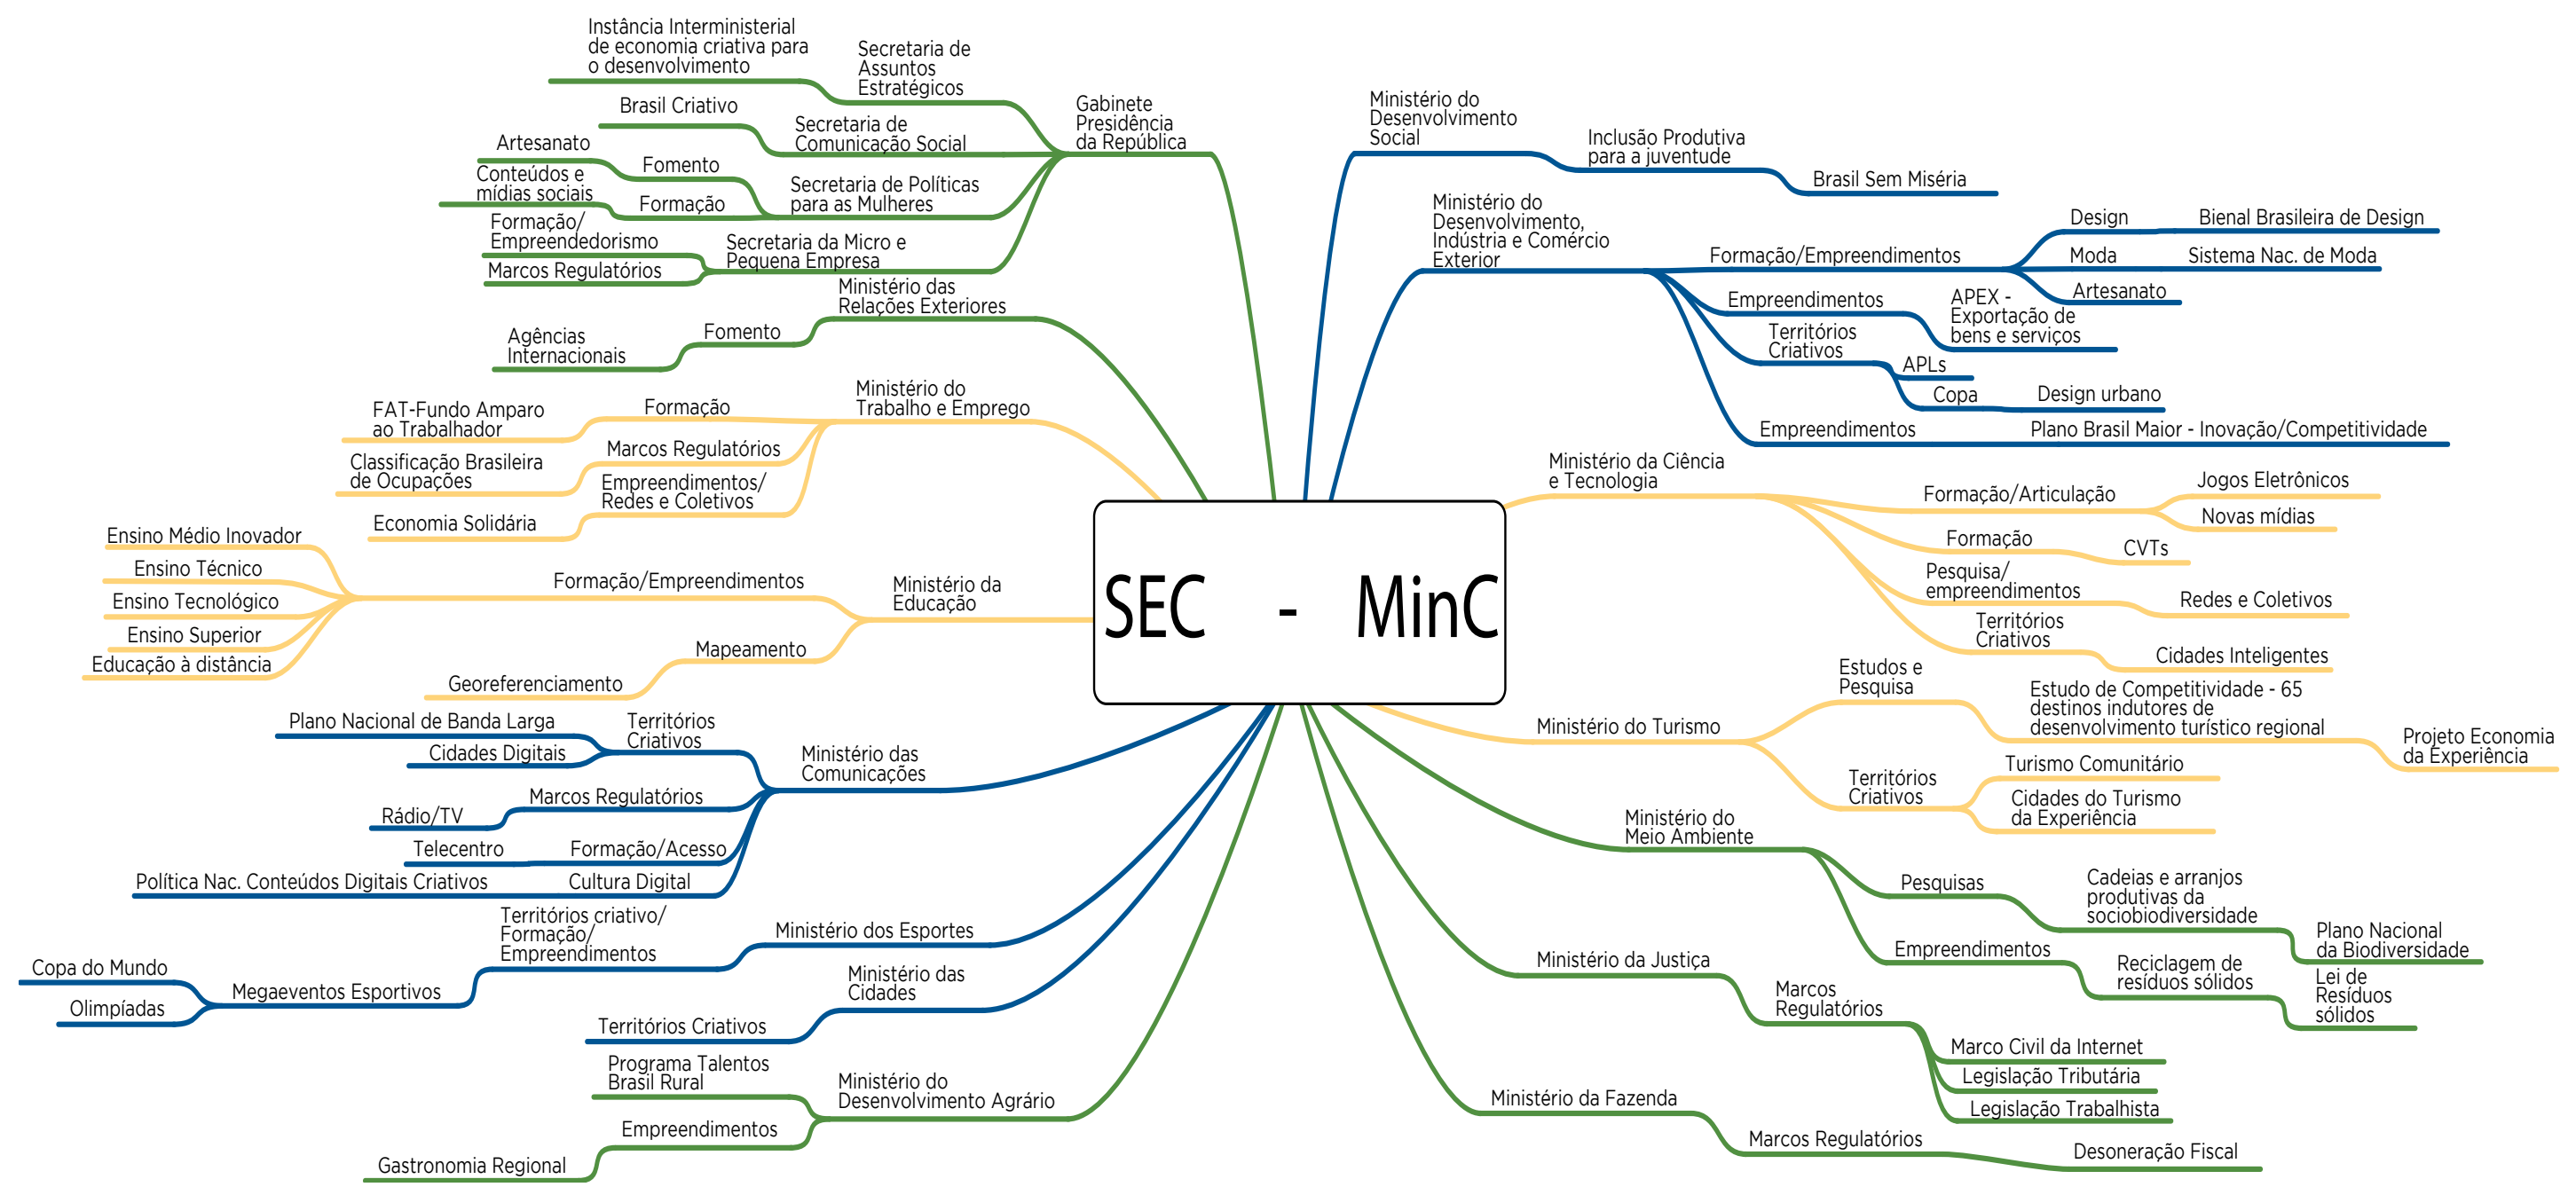 Instância Interministerial
de economia criativa para
o desenvolvimento
Secretaria de
Assuntos
Estratégicos
Brasil Criativo
Secretaria de
Comunicação Social
Gabinete
Presidência
da República
Artesanato
Fomento
Conteúdos e
mídias sociais
Formação
Secretaria de Políticas
para as Mulheres
Formação/
Empreendedorismo
Marcos Regulatórios
Secretaria da Micro e
Pequena Empresa
Ministério das
Relações Exteriores
Fomento
Agências
Internacionais
Ministério do
Trabalho e Emprego
Formação
FAT-Fundo Amparo
ao Trabalhador
Marcos Regulatórios
Classificação Brasileira
de Ocupações
Empreendimentos/
Redes e Coletivos
Economia Solidária
Ensino Médio Inovador
Ensino Técnico
Ensino Tecnológico
Ensino Superior
Educação à distância
Formação/Empreendimentos
Ministério da
Educação
Mapeamento
Georeferenciamento
Plano Nacional de Banda Larga
Cidades Digitais
Territórios
Criativos
Ministério das
Comunicações
Marcos Regulatórios
Rádio/TV
Telecentro
Formação/Acesso
Política Nac. Conteúdos Digitais Criativos
Cultura Digital
Territórios criativo/
Formação/
Empreendimentos
Ministério dos Esportes
Copa do Mundo
Olimpíadas
Megaeventos Esportivos
Ministério das
Cidades
Territórios Criativos
Programa Talentos
Brasil Rural
Ministério do
Desenvolvimento Agrário
Empreendimentos
Gastronomia Regional
SEC - MinC
Ministério do
Desenvolvimento
Social
Inclusão Produtiva
para a juventude
Brasil Sem Miséria
Ministério do
Desenvolvimento,
Indústria e Comércio
Exterior
Formação/Empreendimentos
Design
Bienal Brasileira de Design
Moda
Sistema Nac. de Moda
Artesanato
Empreendimentos
APEX -
Exportação de
bens e serviços
Territórios
Criativos
APLs
Copa
Design urbano
Empreendimentos
Plano Brasil Maior - Inovação/Competitividade
Ministério da Ciência
e Tecnologia
Formação/Articulação
Jogos Eletrônicos
Novas mídias
Formação
CVTs
Pesquisa/
empreendimentos
Redes e Coletivos
Territórios
Criativos
Cidades Inteligentes
Ministério do Turismo
Estudos e
Pesquisa
Estudo de Competitividade - 65
destinos indutores de
desenvolvimento turístico regional
Projeto Economia
da Experiência
Territórios
Criativos
Turismo Comunitário
Cidades do Turismo
da Experiência
Ministério do
Meio Ambiente
Pesquisas
Cadeias e arranjos
produtivas da
sociobiodiversidade
Plano Nacional
da Biodiversidade
Empreendimentos
Reciclagem de
resíduos sólidos
Lei de
Resíduos
sólidos
Ministério da Justiça
Marcos
Regulatórios
Marco Civil da Internet
Legislação Tributária
Legislação Trabalhista
Ministério da Fazenda
Marcos Regulatórios
Desoneração Fiscal